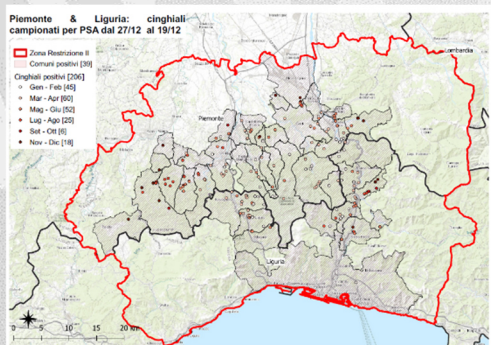 Piemonte & Liguria: cinghiali
campionati per PSA dal 27/12 al 19/12
Zona Restrizione II
Comuni positivi [39]
Cinghiali positivi [206]
Gen - Feb [45]
Mar - Apr [60]
Mag - Giu [52]
Lug - Ago [25]
Set - Ott [6]
Nov - Dic [18]
Lombardia
Piemonte
Liguria
0 5 10 15 20 km